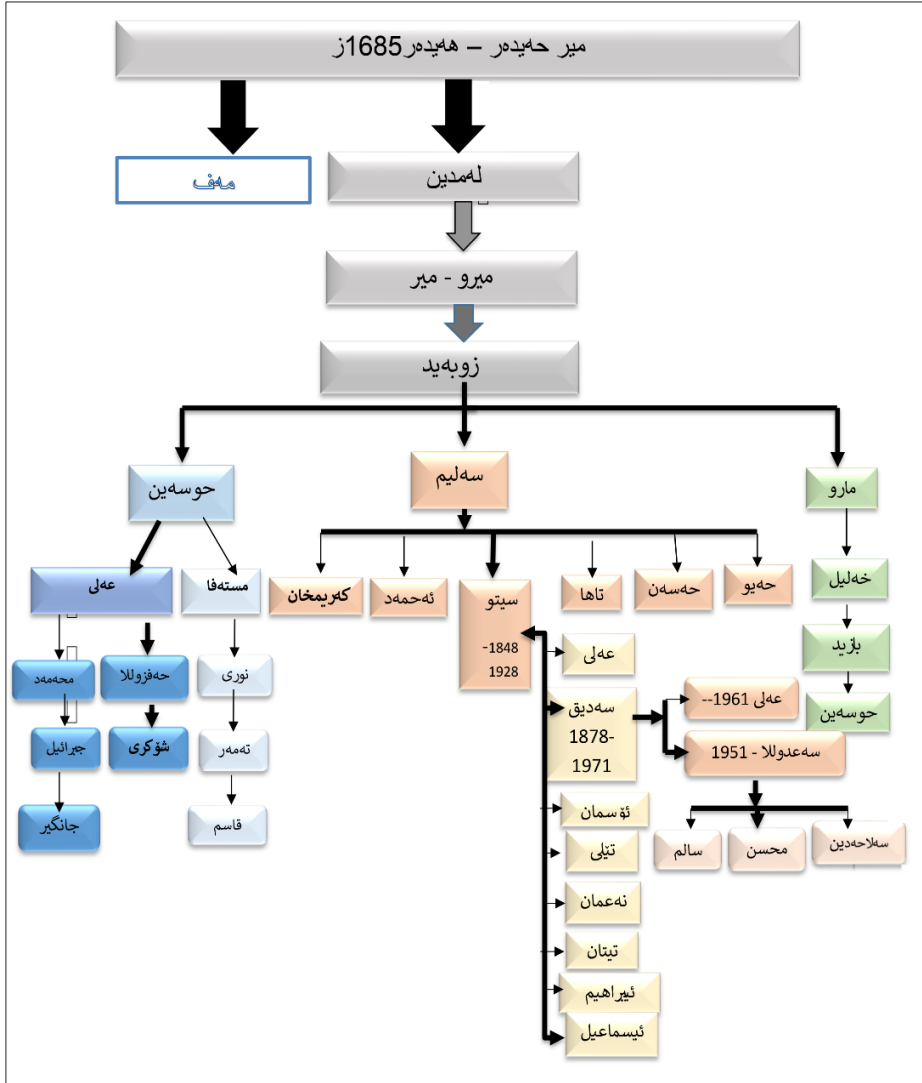 میر حەیدەر – هەیدەر1685ز
لەمدین
مەف
میرو - میر
زوبەید
مارو
سەلیم
حوسەین
حەیو
حەسەن
تاها
سیتو
1848-
1928
ئەحمەد
کەریمخان
مستەفا
عەلی
خەلیل
بازید
حوسەین
عەلی
سەدیق
1878-
1971
ئۆسمان
تێلی
نەعمان
تیتان
ئیبراهیم
ئیسماعیل
عەلی 1961--
سەعدوللا - 1951
سەلاحەدین
محسن
سالم
نوری
تەمەر
قاسم
حەفزوللا
شۆکری
محەمەد
جبرائیل
جانگیر